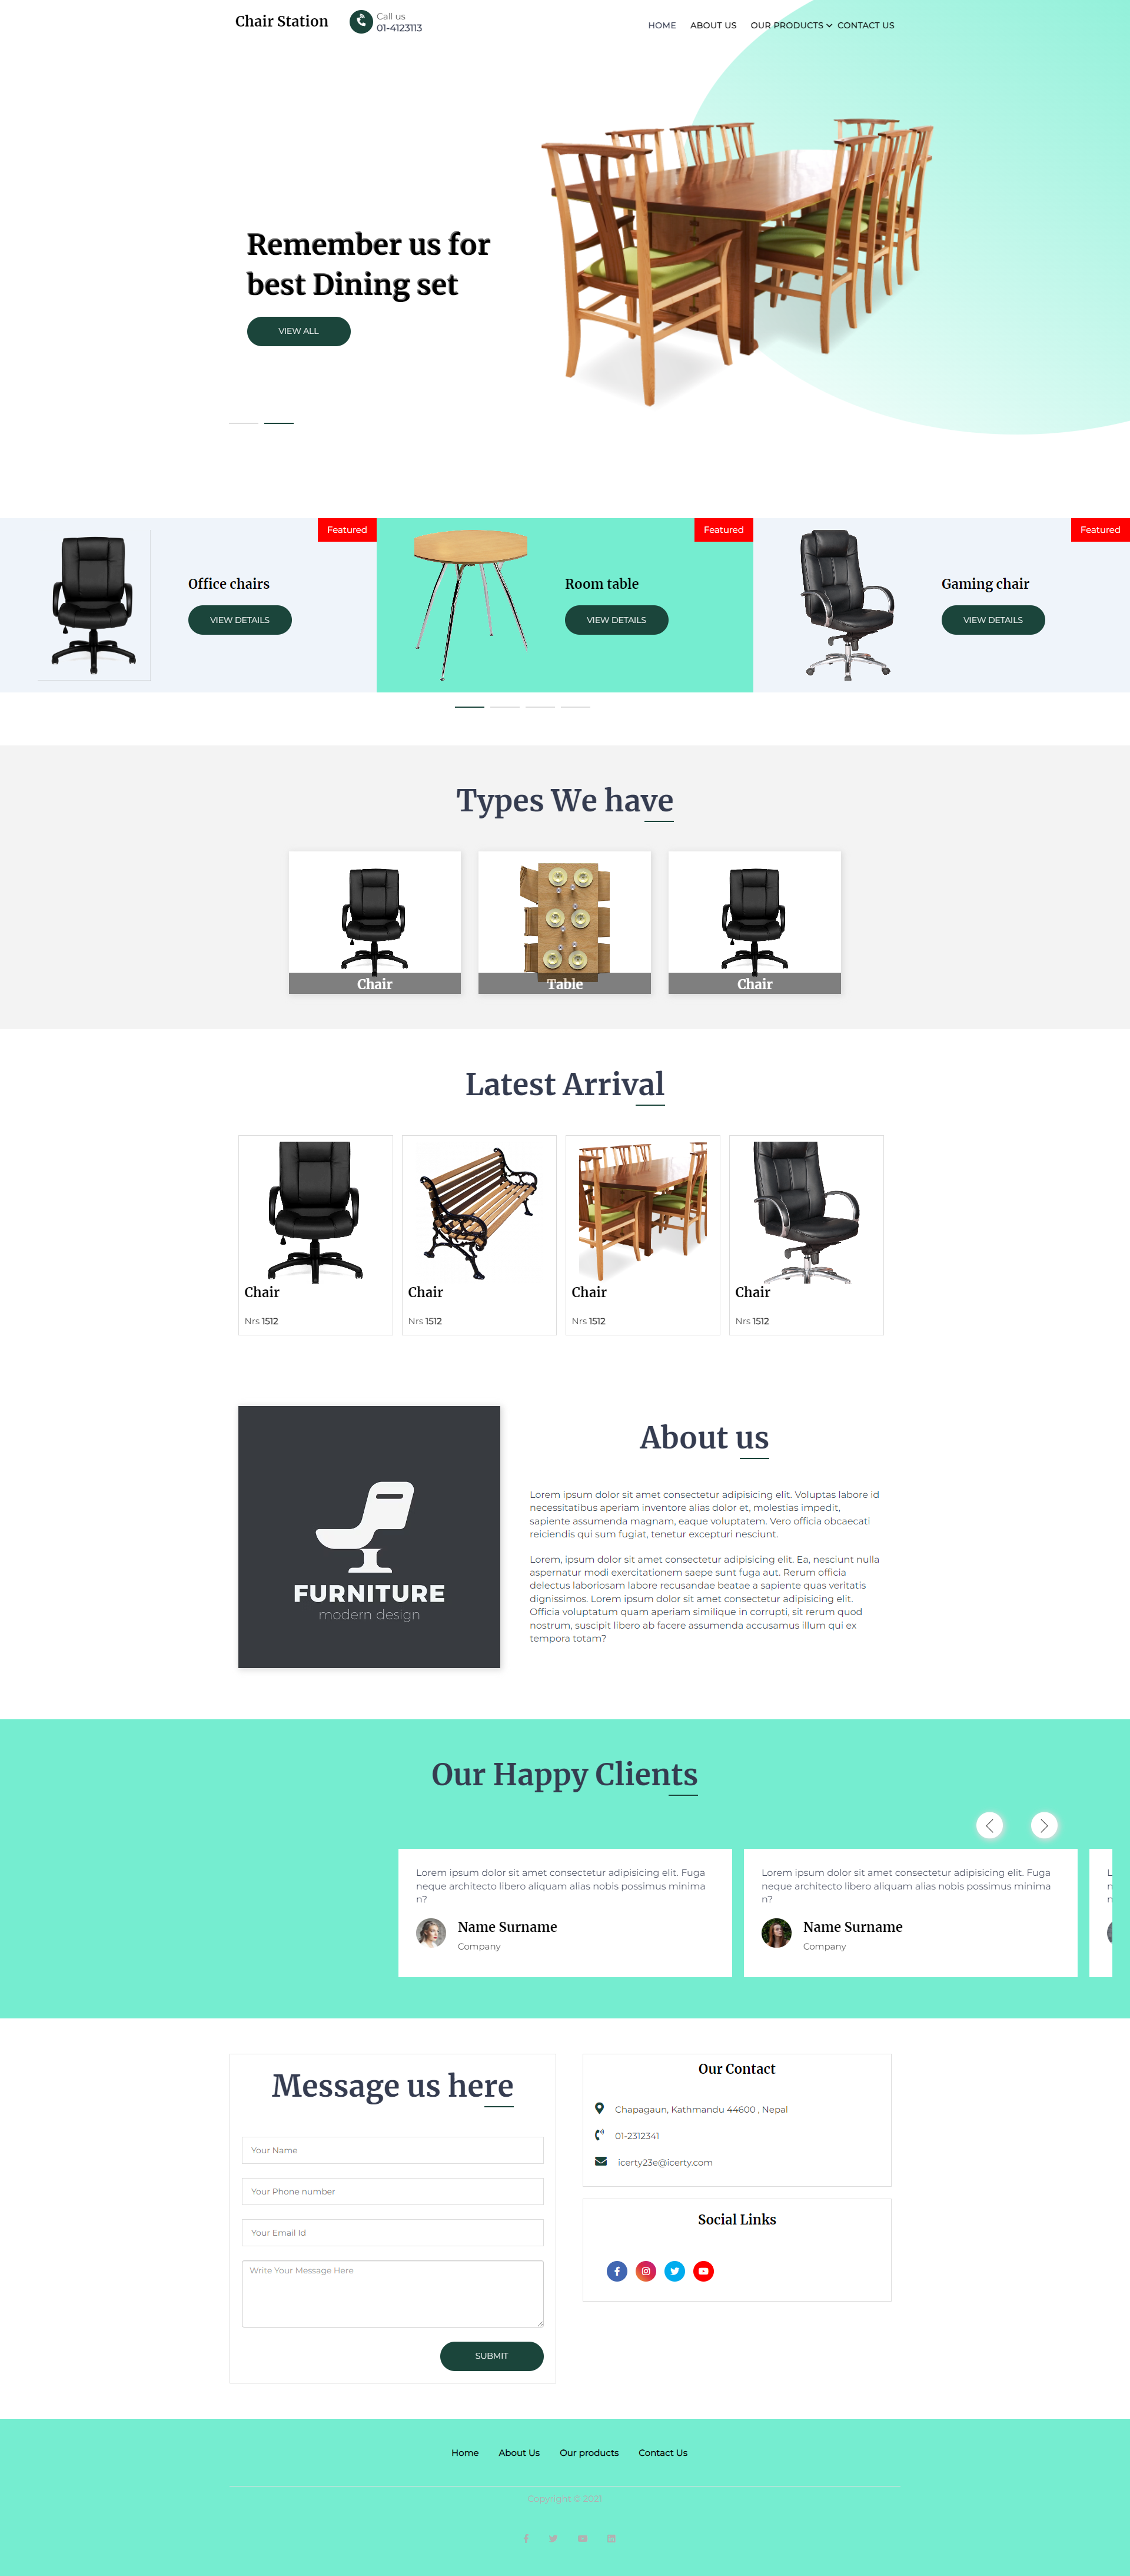 Chair Station
Call us
01-4123113
HOME ABOUT US OUR PRODUCTS CONTACT US
Remember us for
best Dining set
VIEW ALL
Featured
Office chairs
VIEW DETAILS
Featured
Room table
VIEW DETAILS
Featured
Gaming chair
VIEW DETAILS
Types We have
Chair
Table
Chair
Latest Arrival
Chair
Nrs 1512
Chair
Nrs 1512
Chair
Nrs 1512
Chair
Nrs 1512
FURNITURE
modern design
About us
Lorem ipsum dolor sit amet consectetur adipisicing elit. Voluptas labore id
necessitatibus aperiam inventore alias dolor et, molestias impedit,
sapiente assumenda magnam, eaque voluptatem. Vero officia obcaecati
reiciendis qui sum fugiat, tenetur excepturi nesciunt.
Lorem, ipsum dolor sit amet consectetur adipisicing elit. Ea, nesciunt nulla
aspernatur modi exercitationem saepe sunt fuga aut. Rerum officia
delectus laboriosam labore recusandae beatae a sapiente quas veritatis
dignissimos. Lorem ipsum dolor sit amet consectetur adipisicing elit.
Officia voluptatum quam aperiam similique in corrupti, sit rerum quod
nostrum, suscipit libero ab facere assumenda accusamus illum qui ex
tempora totam?
Our Happy Clients
Lorem ipsum dolor sit amet consectetur adipisicing elit. Fuga
neque architecto libero aliquam alias nobis possimus minima
n?
Name Surname
Company
Lorem ipsum dolor sit amet consectetur adipisicing elit. Fuga
neque architecto libero aliquam alias nobis possimus minima
n?
Name Surname
Company
Message us here
Your Name
Your Phone number
Your Email Id
Write Your Message Here
SUBMIT
Our Contact
Chapagaun, Kathmandu 44600 , Nepal
01-2312341
icerty23e@icerty.com
Social Links
Home About Us Our products Contact Us
Copyright © 2021